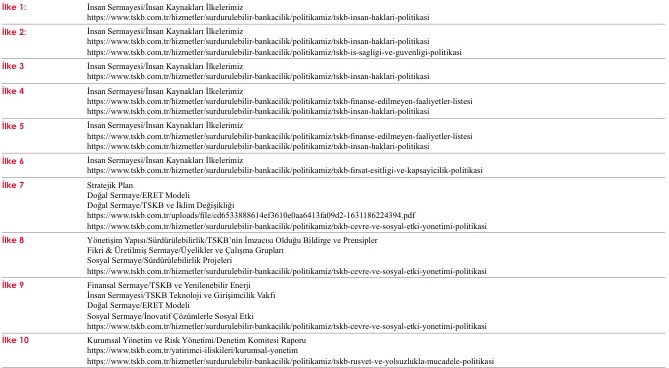 İlke 1: İnsan Sermayesi/İnsan Kaynakları İlkelerimiz
https://www.tskb.com.tr/hizmetler/surdurulebilir-bankacilik/politikamiz/tskb-insan-haklari-politikasi
İlke 2: İnsan Sermayesi/İnsan Kaynakları İlkelerimiz
https://www.tskb.com.tr/hizmetler/surdurulebilir-bankacilik/politikamiz/tskb-insan-haklari-politikasi
https://www.tskb.com.tr/hizmetler/surdurulebilir-bankacilik/politikamiz/tskb-is-sagligi-ve-guvenligi-politikasi
İlke 3 İnsan Sermayesi/İnsan Kaynakları İlkelerimiz
https://www.tskb.com.tr/hizmetler/surdurulebilir-bankacilik/politikamiz/tskb-insan-haklari-politikasi
İlke 4 İnsan Sermayesi/İnsan Kaynakları İlkelerimiz
https://www.tskb.com.tr/hizmetler/surdurulebilir-bankacilik/politikamiz/tskb-finanse-edilmeyen-faaliyetler-listesi
https://www.tskb.com.tr/hizmetler/surdurulebilir-bankacilik/politikamiz/tskb-insan-haklari-politikasi
İlke 5 İnsan Sermayesi/İnsan Kaynakları İlkelerimiz
https://www.tskb.com.tr/hizmetler/surdurulebilir-bankacilik/politikamiz/tskb-finanse-edilmeyen-faaliyetler-listesi
https://www.tskb.com.tr/hizmetler/surdurulebilir-bankacilik/politikamiz/tskb-insan-haklari-politikasi
İlke 6 İnsan Sermayesi/İnsan Kaynakları İlkelerimiz
https://www.tskb.com.tr/hizmetler/surdurulebilir-bankacilik/politikamiz/tskb-firsat-esitligi-ve-kapsayicilik-politikasi
İlke 7 Stratejik Plan
Doğal Sermaye/ERET Modeli
Doğal Sermaye/TSKB ve İklim Değişikliği
https://www.tskb.com.tr/uploads/file/cd6533888614ef3610e0aa6413fa09d2-1631186224394.pdf
https://www.tskb.com.tr/hizmetler/surdurulebilir-bankacilik/politikamiz/tskb-cevre-ve-sosyal-etki-yonetimi-politikasi
İlke 8 Yönetişim Yapısı/Sürdürülebilirlik/TSKB’nin İmzacısı Olduğu Bildirge ve Prensipler
Fikri & Üretilmiş Sermaye/Üyelikler ve Çalışma Grupları
Sosyal Sermaye/Sürdürülebilirlik Projeleri
https://www.tskb.com.tr/hizmetler/surdurulebilir-bankacilik/politikamiz/tskb-cevre-ve-sosyal-etki-yonetimi-politikasi
İlke 9 Finansal Sermaye/TSKB ve Yenilenebilir Enerji
İnsan Sermayesi/TSKB Teknoloji ve Girişimcilik Vakfı
Doğal Sermaye/ERET Modeli
Sosyal Sermaye/İnovatif Çözümlerle Sosyal Etki
https://www.tskb.com.tr/hizmetler/surdurulebilir-bankacilik/politikamiz/tskb-cevre-ve-sosyal-etki-yonetimi-politikasi
İlke 10 Kurumsal Yönetim ve Risk Yönetimi/Denetim Komitesi Raporu
https://www.tskb.com.tr/yatirimci-iliskileri/kurumsal-yonetim
https://www.tskb.com.tr/hizmetler/surdurulebilir-bankacilik/politikamiz/tskb-rusvet-ve-yolsuzlukla-mucadele-politikasi